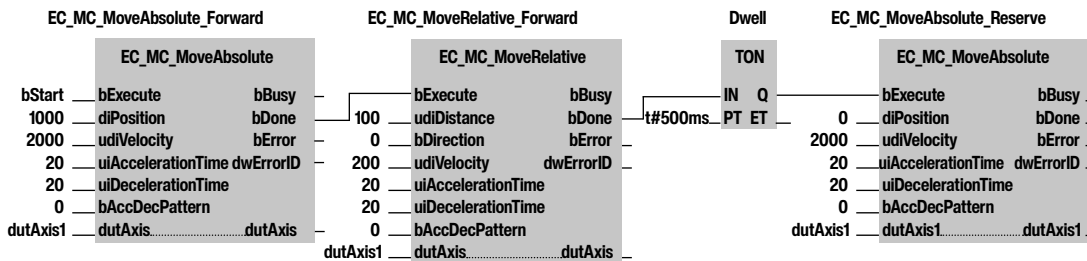 EC_MC_MoveAbsolute_Forward EC_MC_MoveRelative_Forward Dwell EC_MC_MoveAbsolute_Reserve
EC_MC_MoveAbsolute EC_MC_MoveRelative TON EC_MC_MoveAbsolute
bStart bExecute bBusy bExecute bBusy IN Q bExecute bBusy
1000 diPosition bDone 100 udiDistance bDone t#500ms PT ET 0 diPosition bDone
2000 udiVelocity bError 0 bDirection bError 2000 udiVelocity bError
20 uiAccelerationTime dwErrorID 200 udiVelocity dwErrorID 20 uiAccelerationTime dwErrorID
20 uiDecelerationTime 20 uiAccelerationTime 20 uiDecelerationTime
0 bAccDecPattern 20 uiDecelerationTime 0 bAccDecPattern
dutAxis1 dutAxis dutAxis 0 bAccDecPattern dutAxis1 dutAxis1 dutAxis1
dutAxis1 dutAxis dutAxis